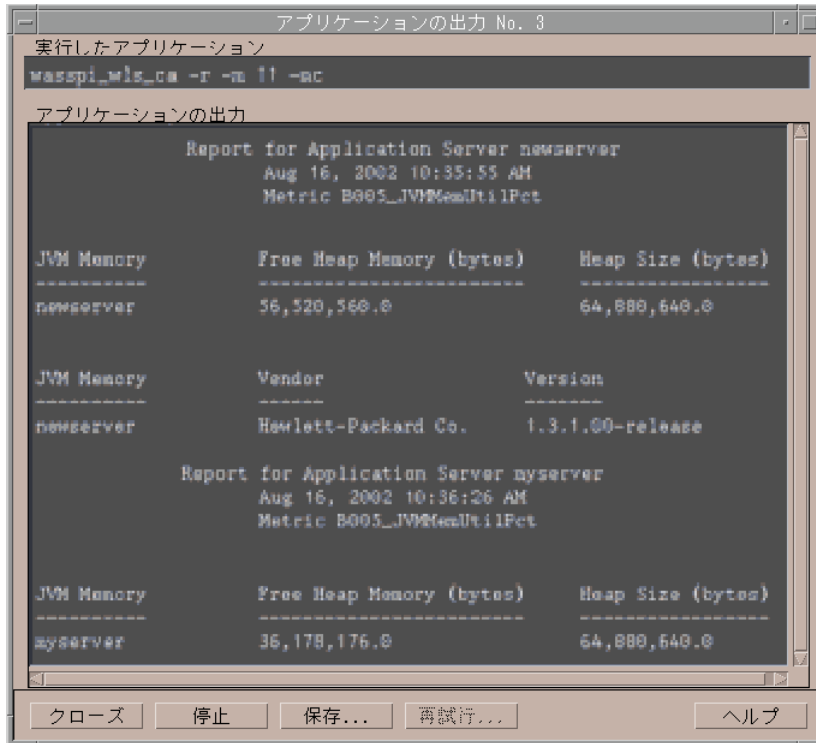 アプリケーションの出力 No. 3
実行したアプリケーション
wasspi_wls_ca -r -m 11 -mc
アプリケーションの出力
Report for Application Server newserver
Aug 16, 2002 10:35:55 AM
Metric B005_JVMMemUtilPct
JVM Memory Free Heap Memory (bytes) Heap Size (bytes)
---------- ------------------------ -----------------
newserver 56,520,560.0 64,880,640.0
JVM Memory Vendor Version
---------- ------ -------
newserver Hewlett-Packard Co. 1.3.1.00-release
Report for Application Server myserver
Aug 16, 2002 10:36:26 AM
Metric B005_JVMMemUtilPct
JVM Memory Free Heap Memory (bytes) Heap Size (bytes)
---------- ------------------------ -----------------
myserver 36,178,176.0 64,880,640.0
クローズ 停止 保存... 再試行... ヘルプ